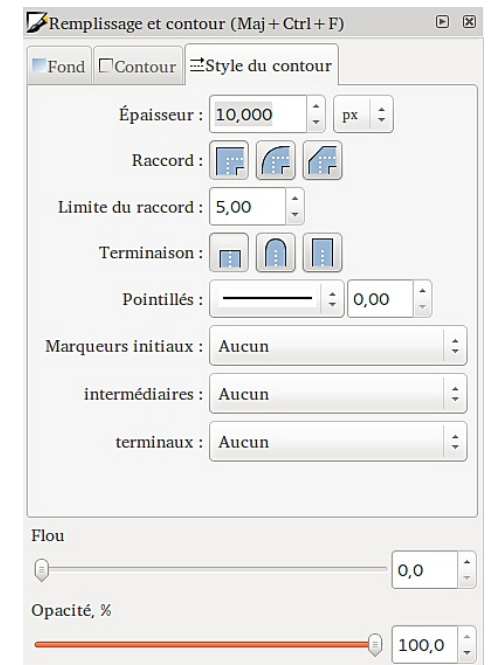 Remplissage et contour (Maj+Ctrl+F)
Fond Contour Style du contour
Épaisseur : 10,000 px
Raccord :
Limite du raccord : 5,00
Terminaison :
Pointillés : 0,00
Marqueurs initiaux : Aucun
intermédiaires : Aucun
terminaux : Aucun
Flou
0,0
Opacité, %
100,0